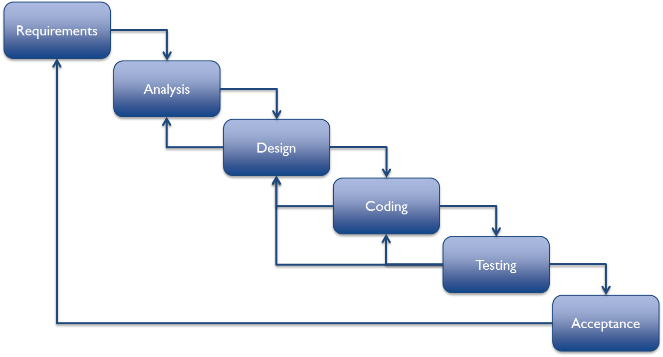 Requirements
Analysis
Design
Coding
Testing
Acceptance